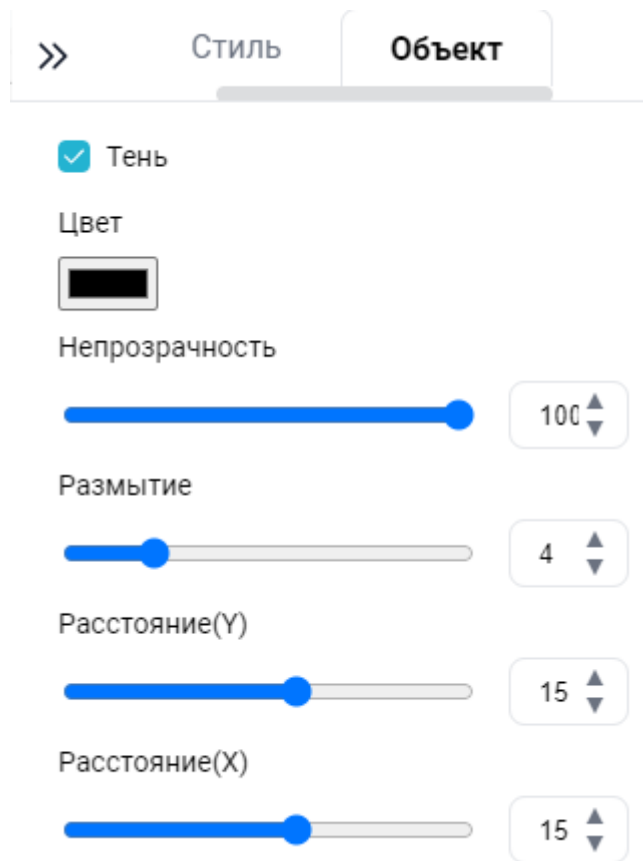 Стиль Объект
Тень
Цвет
Непрозрачность
100
Размытие
4
Расстояние(Y)
15
Расстояние(X)
15